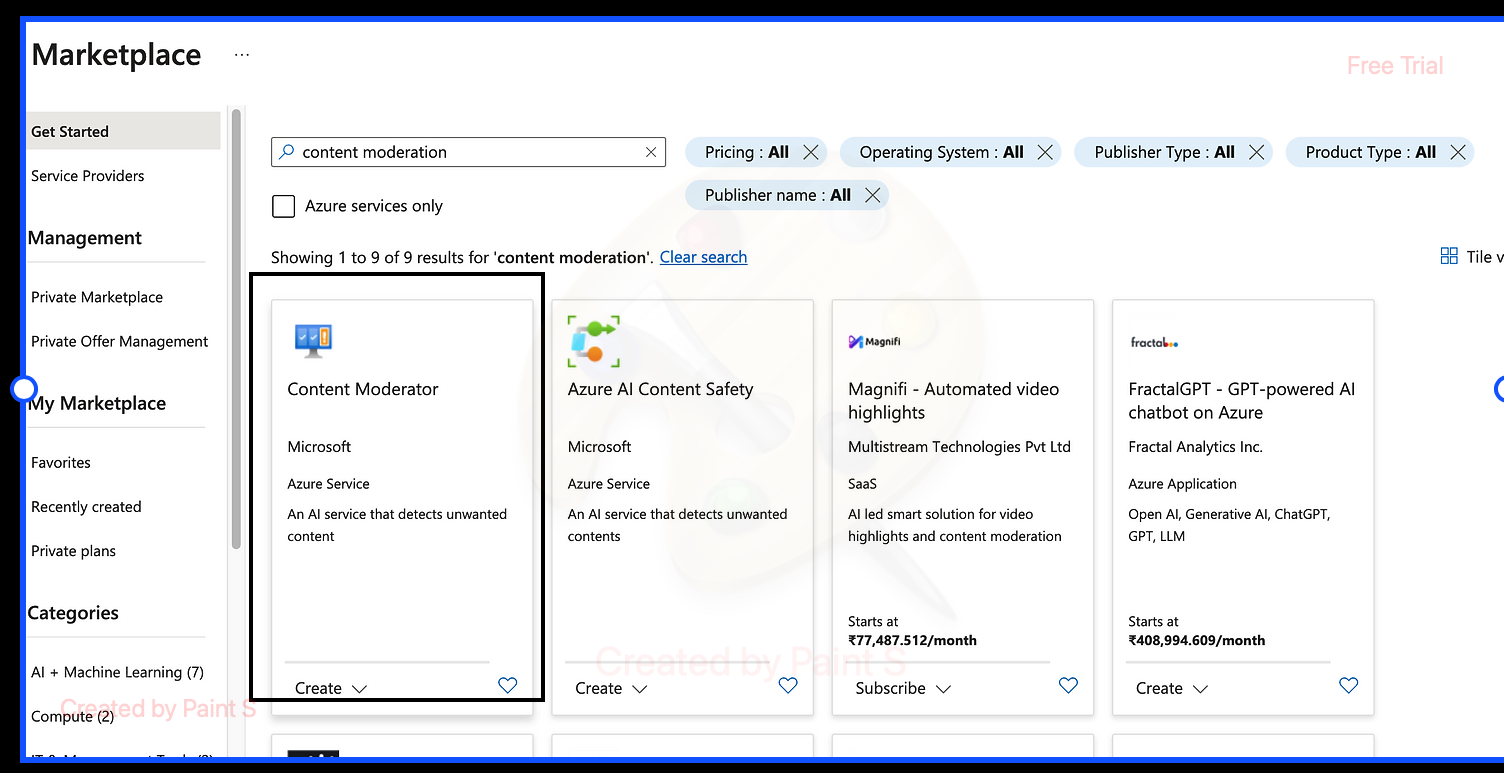 Marketplace ...
Free Trial
Get Started
Service Providers
Management
Private Marketplace
Private Offer Management
My Marketplace
Favorites
Recently created
Private plans
Categories
AI + Machine Learning (7)
Compute (2)
content moderation
Pricing : All
Operating System : All
Publisher Type : All
Product Type : All
Publisher name : All
Azure services only
Showing 1 to 9 of 9 results for 'content moderation'. Clear search
Tile v
Content Moderator
Microsoft
Azure Service
An AI service that detects unwanted
content
Create
Azure AI Content Safety
Microsoft
Azure Service
An AI service that detects unwanted
contents
Create
Magnifi
Magnifi - Automated video
highlights
Multistream Technologies Pvt Ltd
SaaS
AI led smart solution for video
highlights and content moderation
Starts at
₹77,487.512/month
Subscribe
fractal
FractalGPT - GPT-powered AI
chatbot on Azure
Fractal Analytics Inc.
Azure Application
Open AI, Generative AI, ChatGPT,
GPT, LLM
Starts at
₹408,994.609/month
Create
Created by Paint S
Created by Paint S